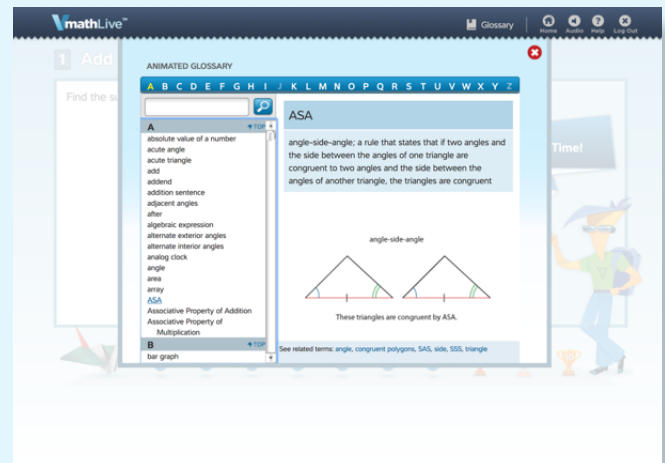 VmathLive™
Glossary
Home Audio Help Log Out
1 Add
Find the su
Time!
ANIMATED GLOSSARY
A B C D E F G H I J K L M N O P Q R S T U V W X Y Z
A TOP
absolute value of a number
acute angle
acute triangle
add
addend
addition sentence
adjacent angles
after
algebraic expression
alternate exterior angles
alternate interior angles
analog clock
angle
area
array
ASA
Associative Property of Addition
Associative Property of
Multiplication
B TOP
bar graph
ASA
angle-side-angle; a rule that states that if two angles and
the side between the angles of one triangle are
congruent to two angles and the side between the
angles of another triangle, the triangles are congruent
angle-side-angle
These triangles are congruent by ASA.
See related terms: angle, congruent polygons, SAS, side, SSS, triangle